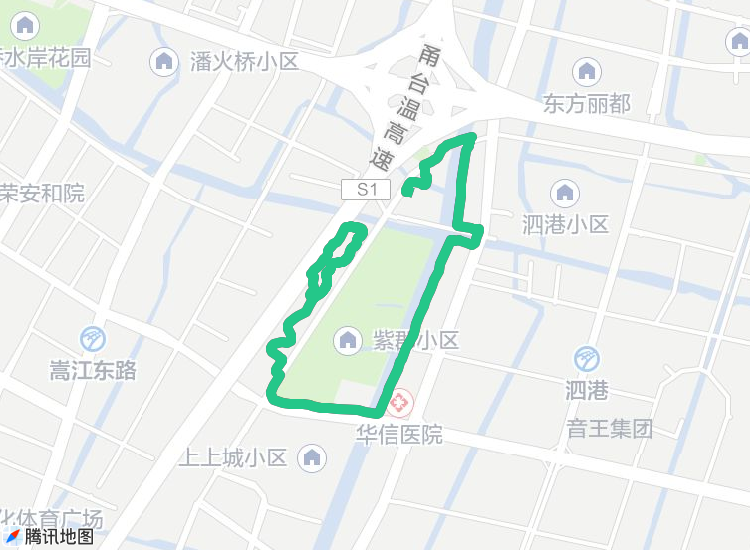 水岸花园
潘火桥小区
甬台温高速
东方丽都
S1
荣安和院
泗港小区
紫郡小区
嵩江东路
泗港
音王集团
华信医院
上上城小区
化体育广场
腾讯地图